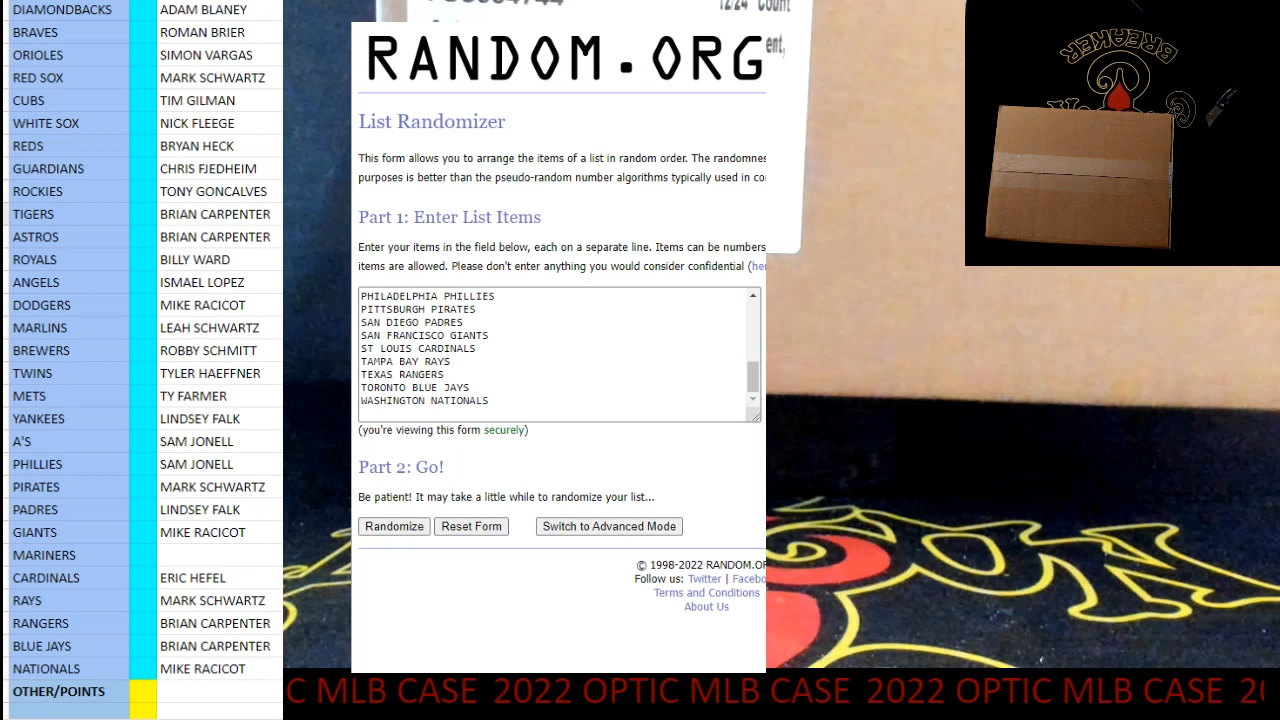 DIAMONDBACKS ADAM BLANEY
BRAVES ROMAN BRIER
ORIOLES SIMON VARGAS
RED SOX MARK SCHWARTZ
CUBS TIM GILMAN
WHITE SOX NICK FLEEGE
REDS BRYAN HECK
GUARDIANS CHRIS FJEDHEIM
ROCKIES TONY GONCALVES
TIGERS BRIAN CARPENTER
ASTROS BRIAN CARPENTER
ROYALS BILLY WARD
ANGELS ISMAEL LOPEZ
DODGERS MIKE RACICOT
MARLINS LEAH SCHWARTZ
BREWERS ROBBY SCHMITT
TWINS TYLER HAEFFNER
METS TY FARMER
YANKEES LINDSEY FALK
A'S SAM JONELL
PHILLIES SAM JONELL
PIRATES MARK SCHWARTZ
PADRES LINDSEY FALK
GIANTS MIKE RACICOT
MARINERS
CARDINALS ERIC HEFEL
RAYS MARK SCHWARTZ
RANGERS BRIAN CARPENTER
BLUE JAYS BRIAN CARPENTER
NATIONALS MIKE RACICOT
OTHER/POINTS
12/24 Count
ent,
RANDOM.ORG
List Randomizer
This form allows you to arrange the items of a list in random order. The randomnes
purposes is better than the pseudo-random number algorithms typically used in co
Part 1: Enter List Items
Enter your items in the field below, each on a separate line. Items can be numbers
items are allowed. Please don't enter anything you would consider confidential (her
PHILADELPHIA PHILLIES
PITTSBURGH PIRATES
SAN DIEGO PADRES
SAN FRANCISCO GIANTS
ST LOUIS CARDINALS
TAMPA BAY RAYS
TEXAS RANGERS
TORONTO BLUE JAYS
WASHINGTON NATIONALS
(you're viewing this form securely)
Part 2: Go!
Be patient! It may take a little while to randomize your list...
Randomize Reset Form Switch to Advanced Mode
© 1998-2022 RANDOM.OR
Follow us: Twitter | Facebo
Terms and Conditions
About Us
BREAKER
C MLB CASE 2022 OPTIC MLB CASE 2022 OPTIC MLB CASE 20